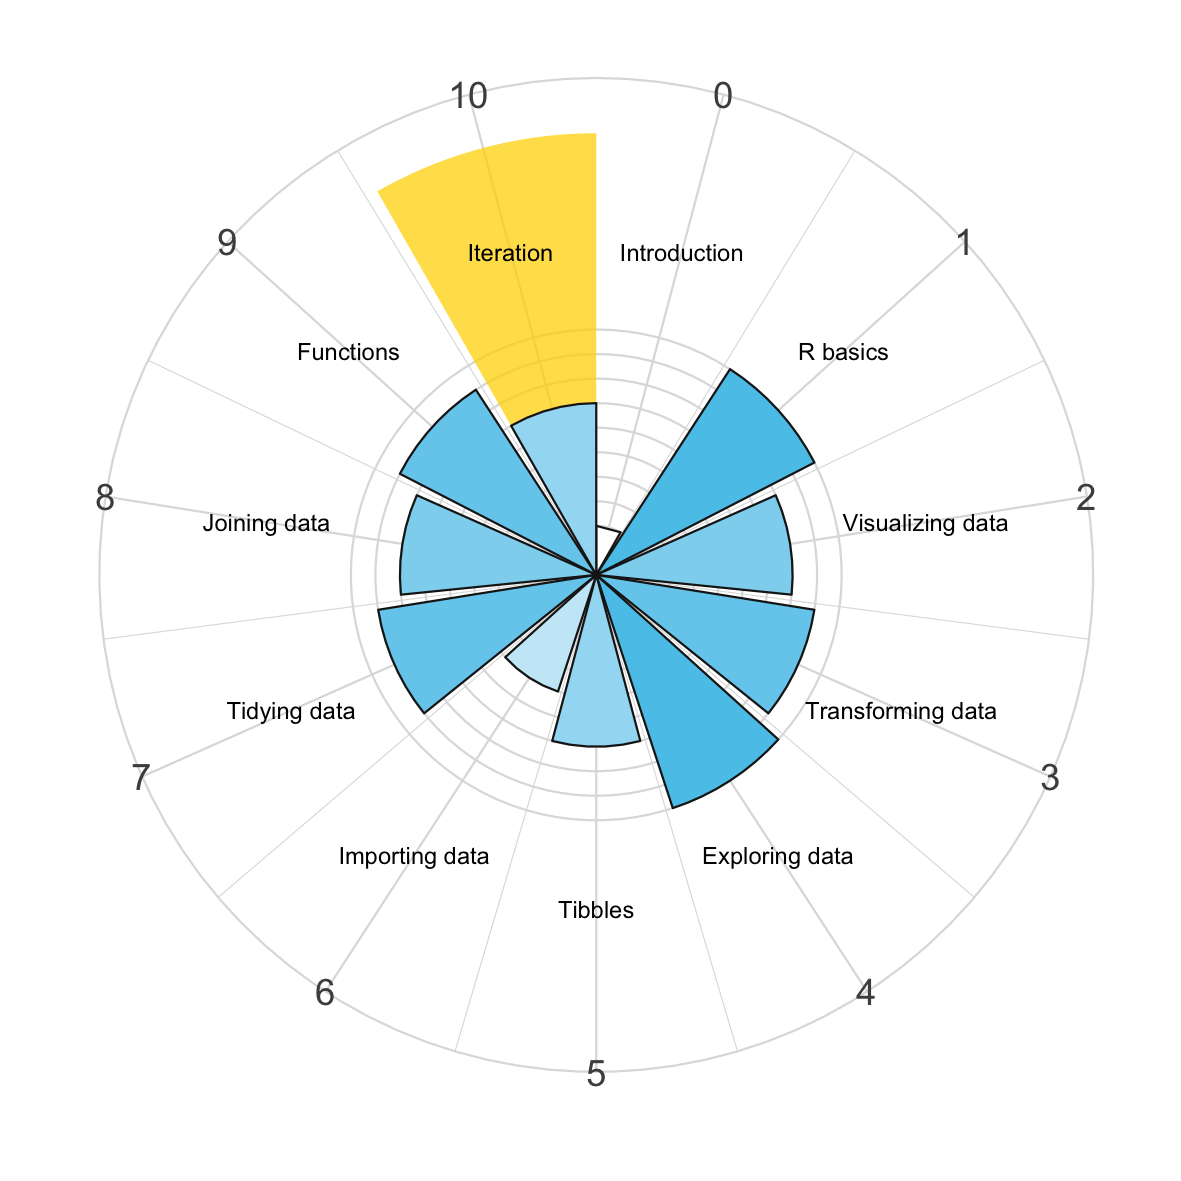 10
0
9
Iteration
Introduction
1
Functions
R basics
8
Joining data
Visualizing data
2
Tidying data
Transforming data
7
3
Importing data
Exploring data
Tibbles
6
4
5